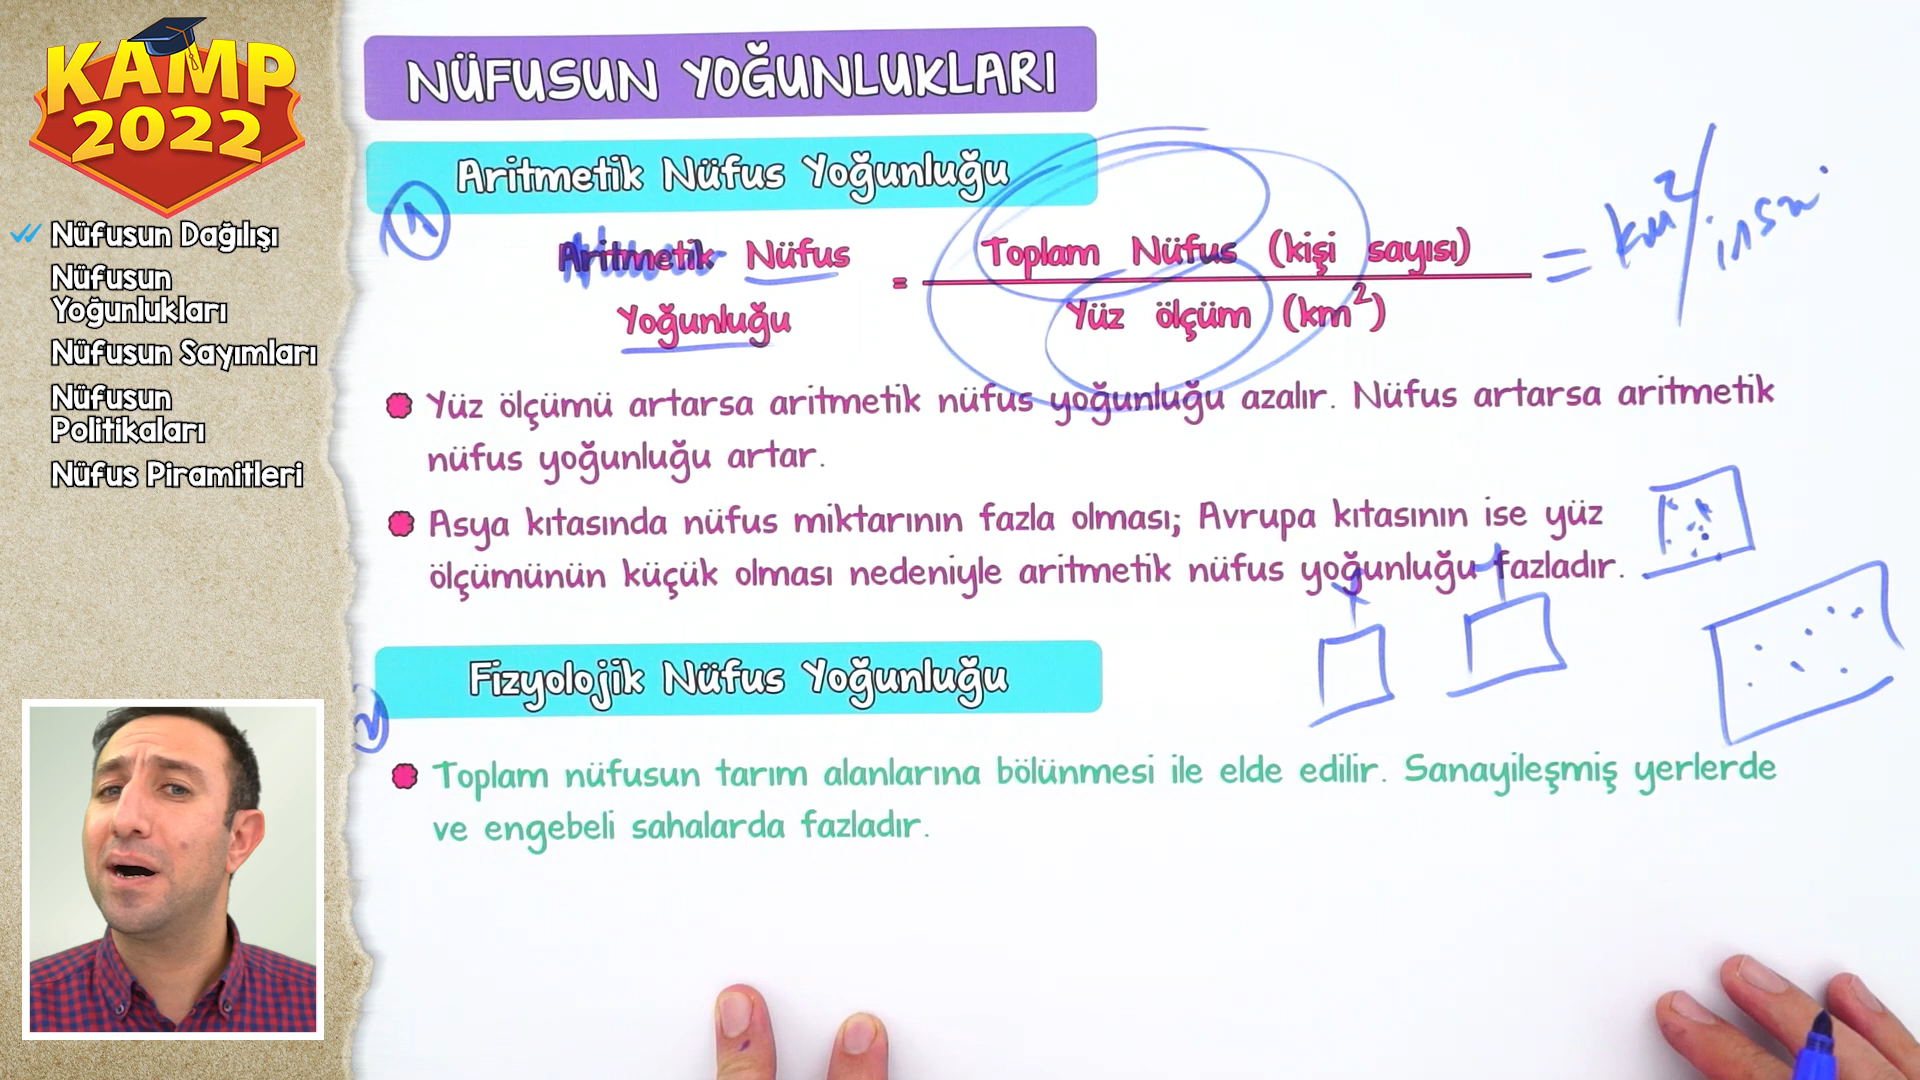 KAMP
2022
Nüfusun Dağılışı
Nüfusun
Yoğunlukları
Nüfusun Sayımları
Nüfusun
Politikaları
Nüfus Piramitleri
NÜFUSUN YOĞUNLUKLARI
Aritmetik Nüfus Yoğunluğu
1
Aritmetik Nüfus
Yoğunluğu
=
Toplam Nüfus (kişi sayısı)
Yüz ölçüm (km²)
= km²/insan
Yüz ölçümü artarsa aritmetik nüfus yoğunluğu azalır. Nüfus artarsa aritmetik
nüfus yoğunluğu artar.
Asya kıtasında nüfus miktarının fazla olması; Avrupa kıtasının ise yüz
ölçümünün küçük olması nedeniyle aritmetik nüfus yoğunluğu fazladır.
2
Fizyolojik Nüfus Yoğunluğu
Toplam nüfusun tarım alanlarına bölünmesi ile elde edilir. Sanayileşmiş yerlerde
ve engebeli sahalarda fazladır.